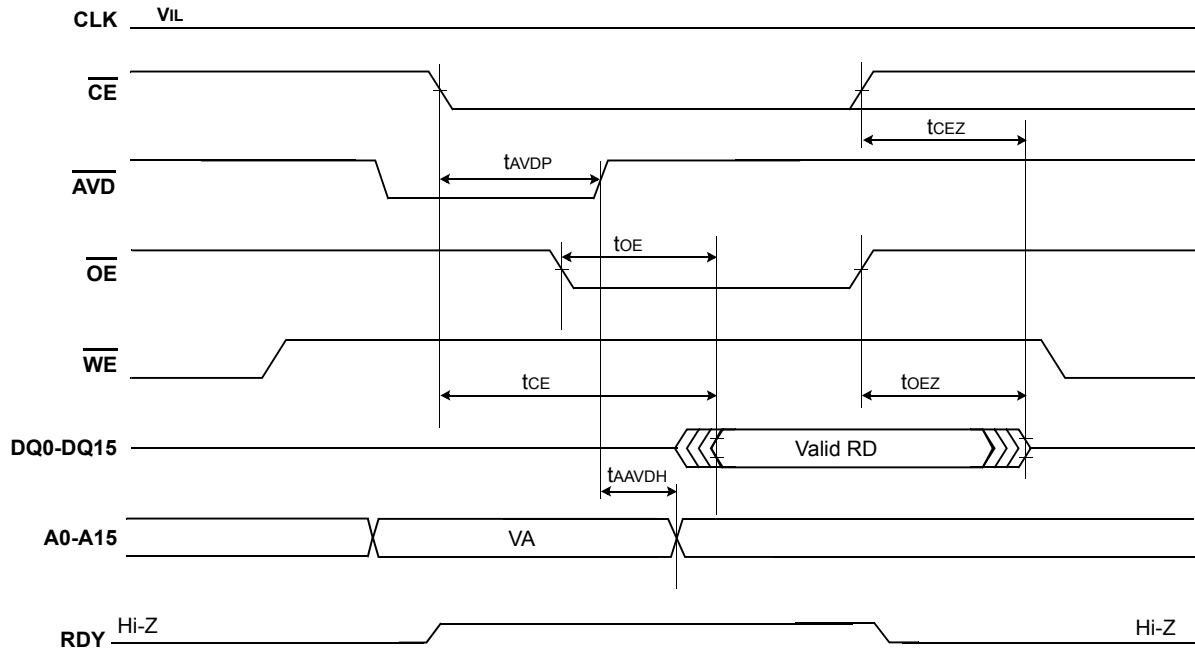 CLK VIL
CE
tCEZ
tAVDP
AVD
tOE
OE
WE
tCE
tOEZ
DQ0-DQ15
Valid RD
tAAVDH
A0-A15
VA
RDY Hi-Z
Hi-Z